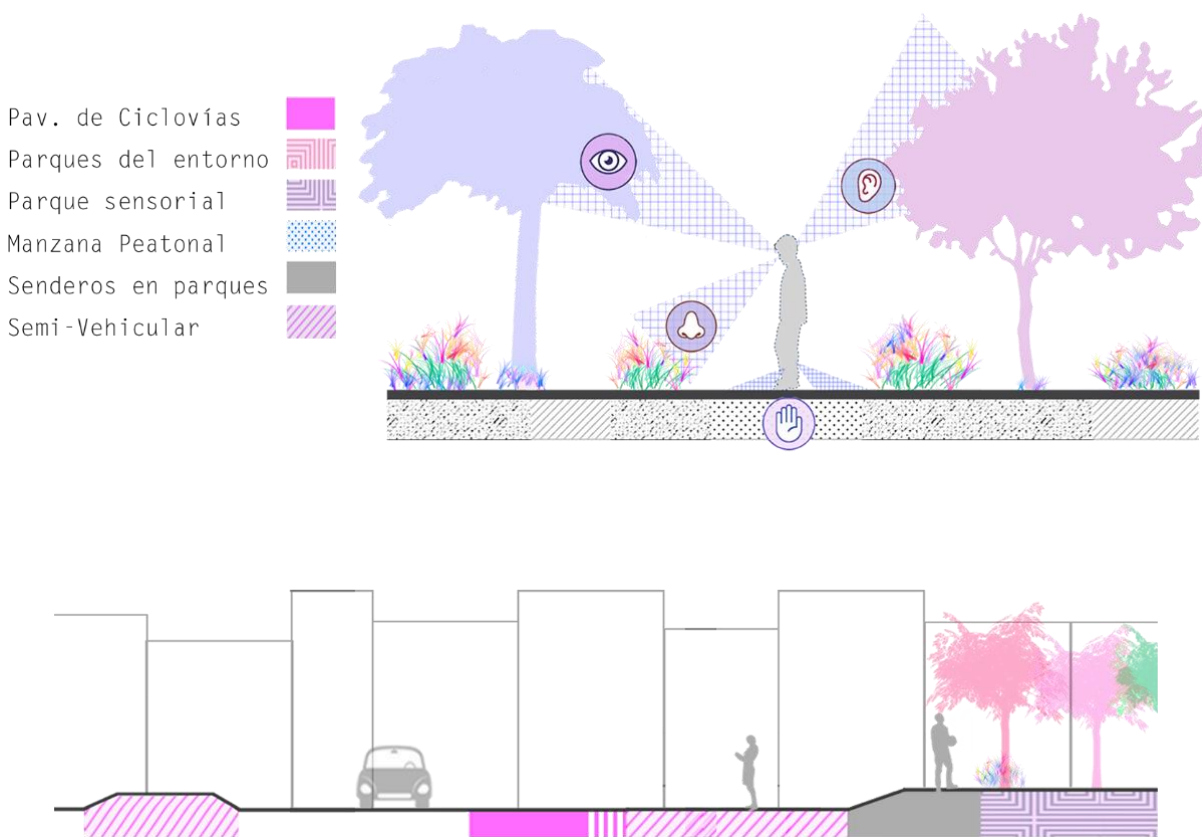 Pav. de Ciclovías
Parques del entorno
Parque sensorial
Manzana Peatonal
Senderos en parques
Semi-Vehicular